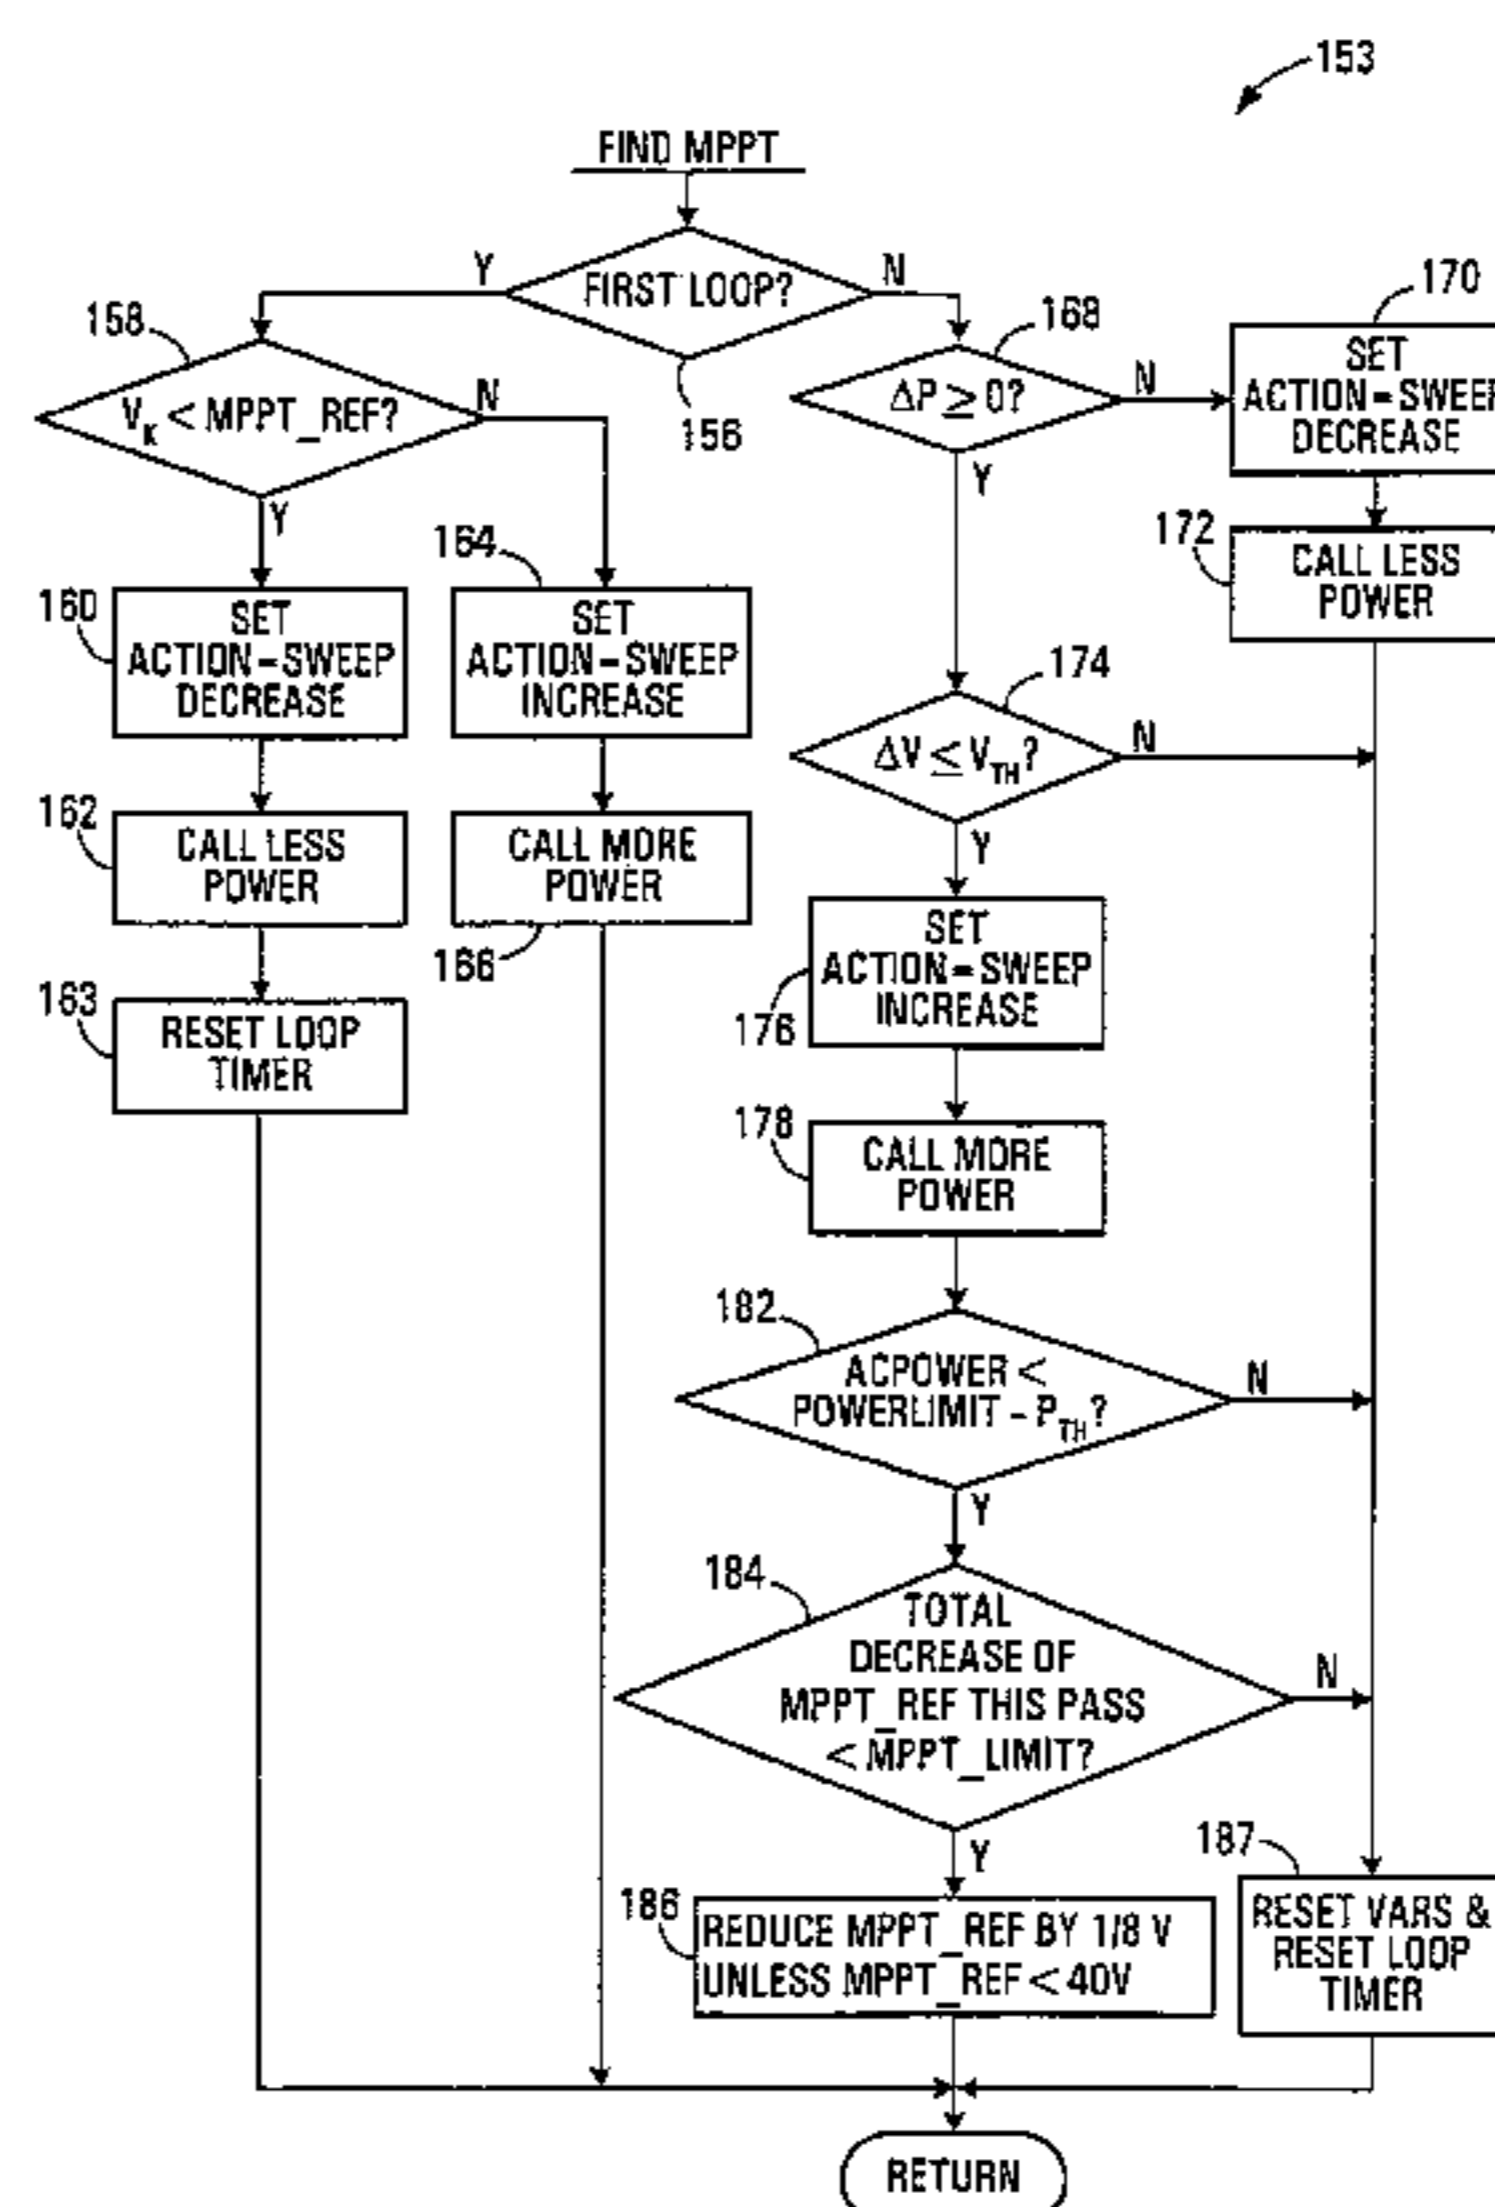 153
FIND MPPT
Y
FIRST LOOP?
N
156
158
V_K < MPPT_REF?
N
Y
160
SET
ACTION=SWEEP
DECREASE
162
CALL LESS
POWER
163
RESET LOOP
TIMER
164
SET
ACTION=SWEEP
INCREASE
CALL MORE
POWER
166
168
ΔP ≥ 0?
N
Y
170
SET
ACTION=SWEEP
DECREASE
172
CALL LESS
POWER
174
ΔV ≤ V_TH?
N
Y
SET
ACTION=SWEEP
INCREASE
176
178
CALL MORE
POWER
182
ACPOWER <
POWERLIMIT - P_TH?
N
Y
184
TOTAL
DECREASE OF
MPPT_REF THIS PASS
< MPPT_LIMIT?
N
Y
186
REDUCE MPPT_REF BY 1/8 V
UNLESS MPPT_REF < 40V
187
RESET VARS &
RESET LOOP
TIMER
RETURN